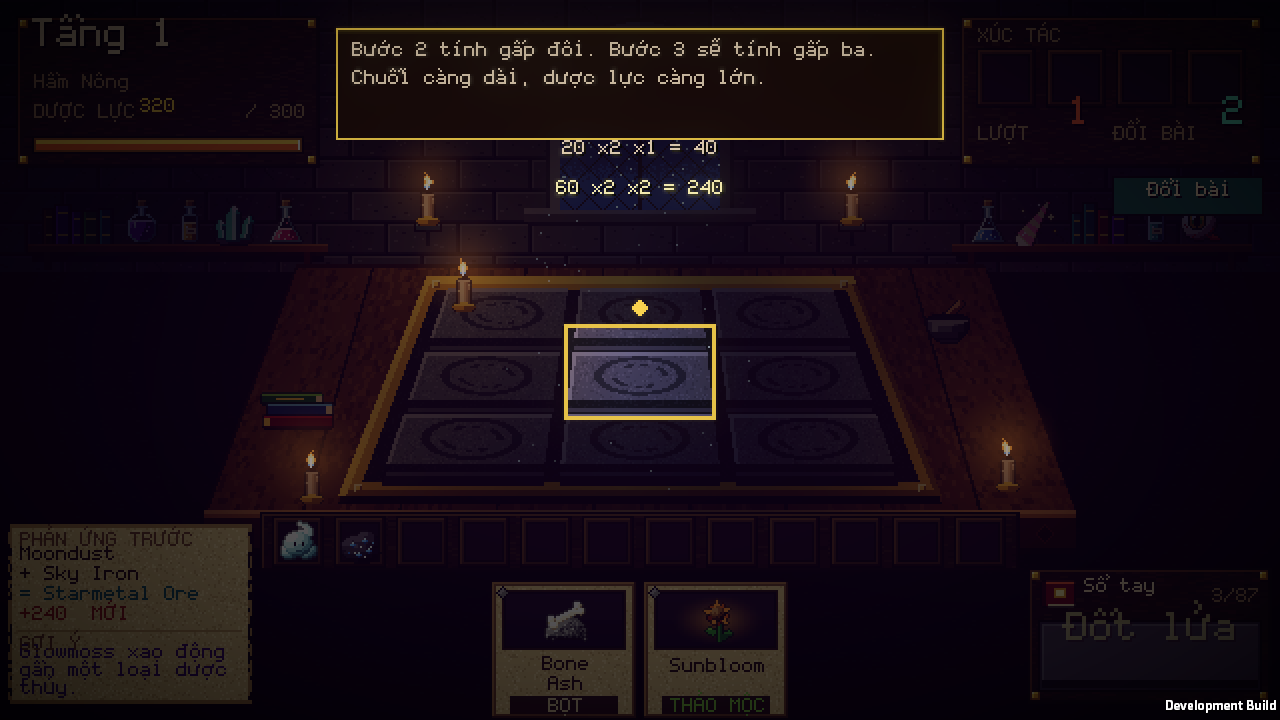 Tầng 1
Hầm Nông
DƯỢC LỰC 320 / 300
Bước 2 tính gấp đôi. Bước 3 sẽ tính gấp ba.
Chuỗi càng dài, dược lực càng lớn.
20 x2 x1 = 40
60 x2 x2 = 240
XÚC TÁC
LƯỢT 1 ĐỔI BÀI 2
Đổi bài
PHẢN ỨNG TRƯỚC
Moondust
+ Sky Iron
= Starmetal Ore
+240 MỚI
GỢI Ý
Glowmoss xao động
gần một loại dược
thủy.
Bone
Ash
BỘT
Sunbloom
THẢO MỘC
Sổ tay 3/87
Đốt lửa
Development Build